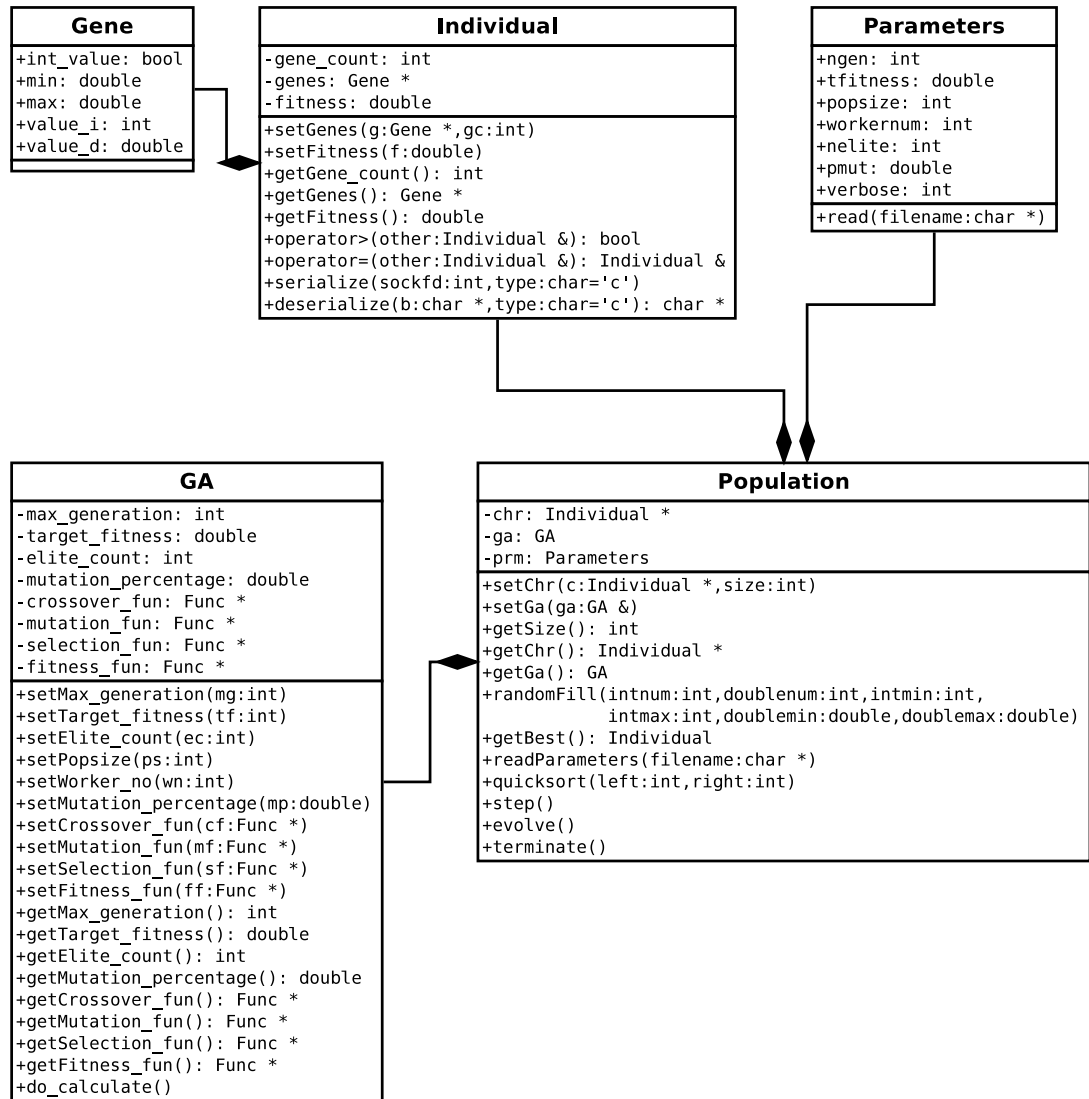 Gene
+int_value: bool
+min: double
+max: double
+value_i: int
+value_d: double
Individual
-gene_count: int
-genes: Gene *
-fitness: double
+setGenes(g:Gene *,gc:int)
+setFitness(f:double)
+getGene_count(): int
+getGenes(): Gene *
+getFitness(): double
+operator>(other:Individual &): bool
+operator=(other:Individual &): Individual &
+serialize(sockfd:int,type:char='c')
+deserialize(b:char *,type:char='c'): char *
Parameters
+ngen: int
+tfitness: double
+popsize: int
+workernum: int
+nelite: int
+pmut: double
+verbose: int
+read(filename:char *)
GA
-max_generation: int
-target_fitness: double
-elite_count: int
-mutation_percentage: double
-crossover_fun: Func *
-mutation_fun: Func *
-selection_fun: Func *
-fitness_fun: Func *
+setMax_generation(mg:int)
+setTarget_fitness(tf:int)
+setElite_count(ec:int)
+setPopsize(ps:int)
+setWorker_no(wn:int)
+setMutation_percentage(mp:double)
+setCrossover_fun(cf:Func *)
+setMutation_fun(mf:Func *)
+setSelection_fun(sf:Func *)
+setFitness_fun(ff:Func *)
+getMax_generation(): int
+getTarget_fitness(): double
+getElite_count(): int
+getMutation_percentage(): double
+getCrossover_fun(): Func *
+getMutation_fun(): Func *
+getSelection_fun(): Func *
+getFitness_fun(): Func *
+do_calculate()
Population
-chr: Individual *
-ga: GA
-prm: Parameters
+setChr(c:Individual *,size:int)
+setGa(ga:GA &)
+getSize(): int
+getChr(): Individual *
+getGa(): GA
+randomFill(intnum:int,doublenum:int,intmin:int,
intmax:int,doublemin:double,doublemax:double)
+getBest(): Individual
+readParameters(filename:char *)
+quicksort(left:int,right:int)
+step()
+evolve()
+terminate()